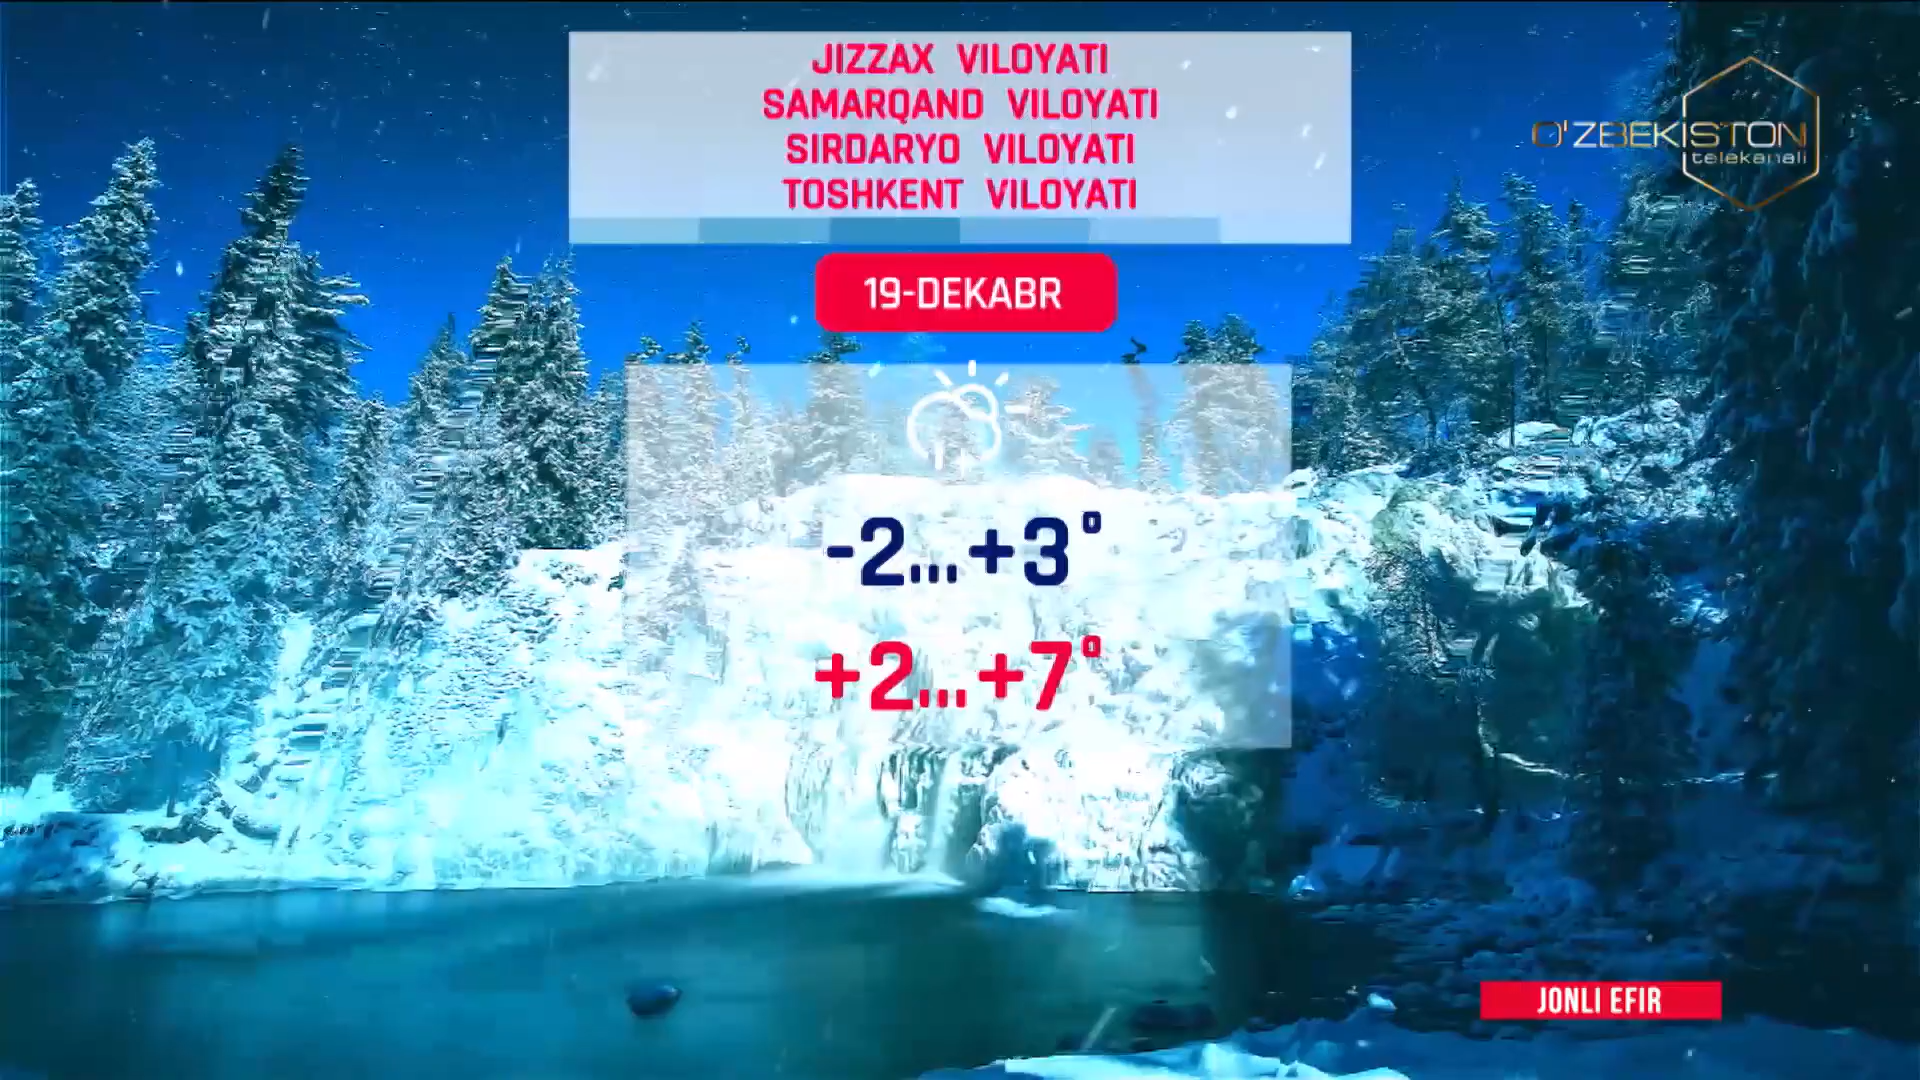 JIZZAX VILOYATI
SAMARQAND VILOYATI
SIRDARYO VILOYATI
TOSHKENT VILOYATI
O'ZBEKISTON
telekanali
19-DEKABR
-2...+3°
+2...+7°
JONLI EFIR